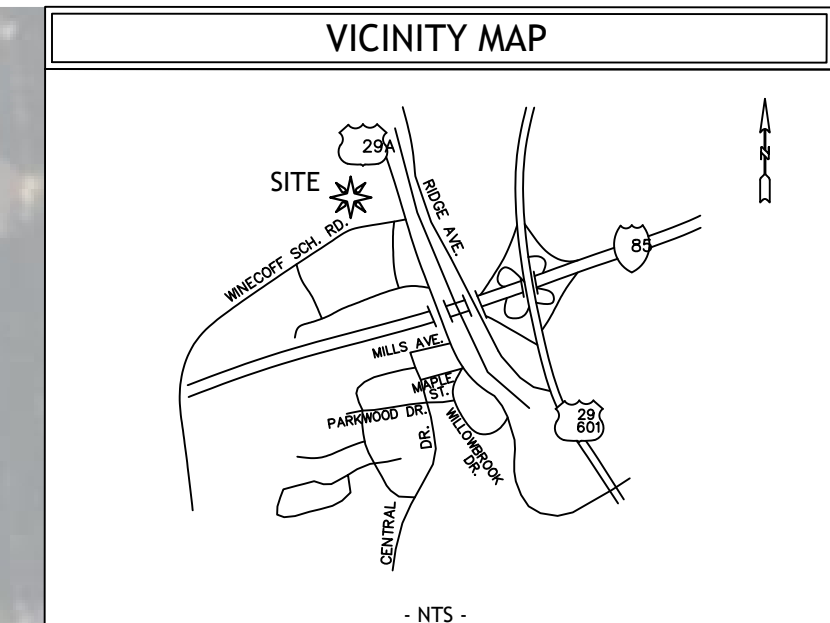 VICINITY MAP
29A
SITE
RIDGE AVE.
N
WINECOFF SCH. RD.
85
MILLS AVE.
MAPLE
ST.
PARKWOOD DR.
29
601
WILLOWBROOK
DR.
CENTRAL
DR.
- NTS -